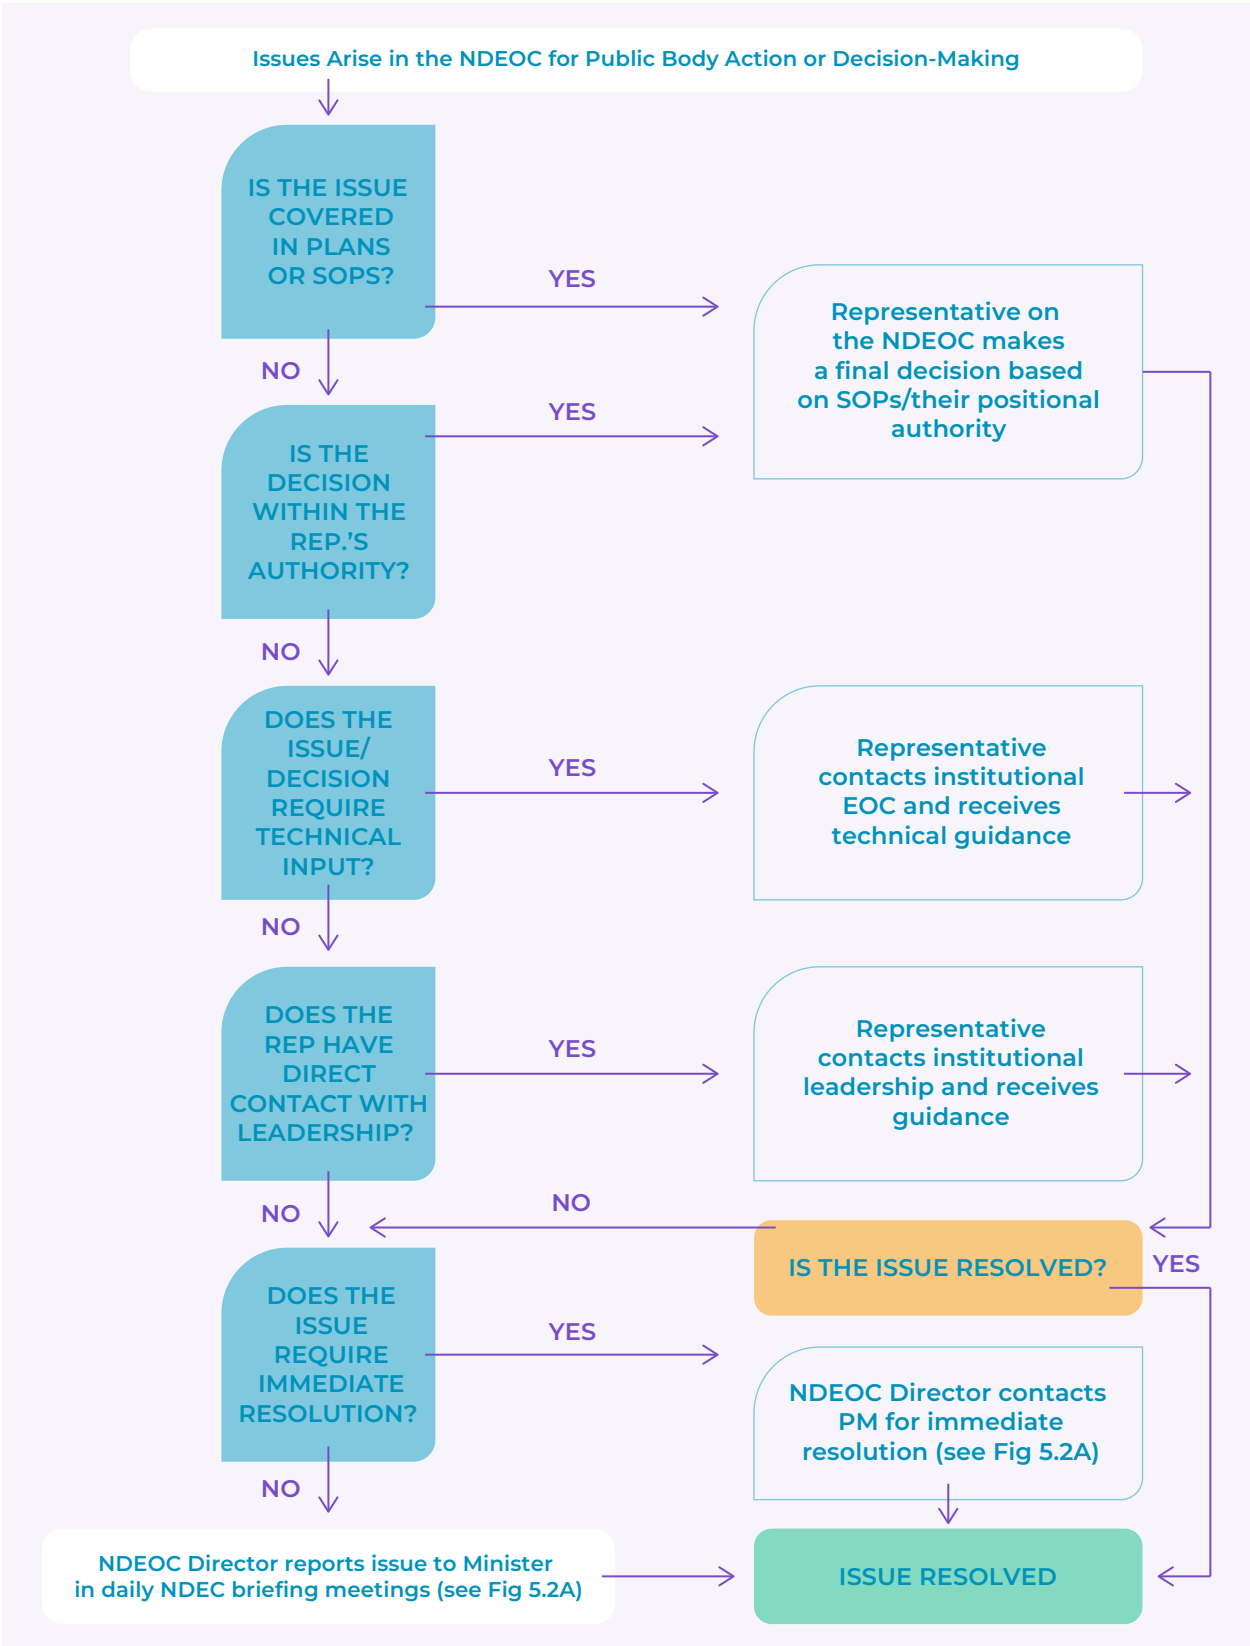 Issues Arise in the NDEOC for Public Body Action or Decision-Making
IS THE ISSUE
COVERED
IN PLANS
OR SOPS?
YES
Representative on
the NDEOC makes
a final decision based
on SOPs/their positional
authority
NO
YES
IS THE
DECISION
WITHIN THE
REP.’S
AUTHORITY?
NO
DOES THE
ISSUE/
DECISION
REQUIRE
TECHNICAL
INPUT?
YES
Representative
contacts institutional
EOC and receives
technical guidance
NO
DOES THE
REP HAVE
DIRECT
CONTACT WITH
LEADERSHIP?
YES
Representative
contacts institutional
leadership and receives
guidance
NO
NO
IS THE ISSUE RESOLVED?
YES
DOES THE
ISSUE
REQUIRE
IMMEDIATE
RESOLUTION?
YES
NDEOC Director contacts
PM for immediate
resolution (see Fig 5.2A)
NO
NDEOC Director reports issue to Minister
in daily NDEC briefing meetings (see Fig 5.2A)
ISSUE RESOLVED